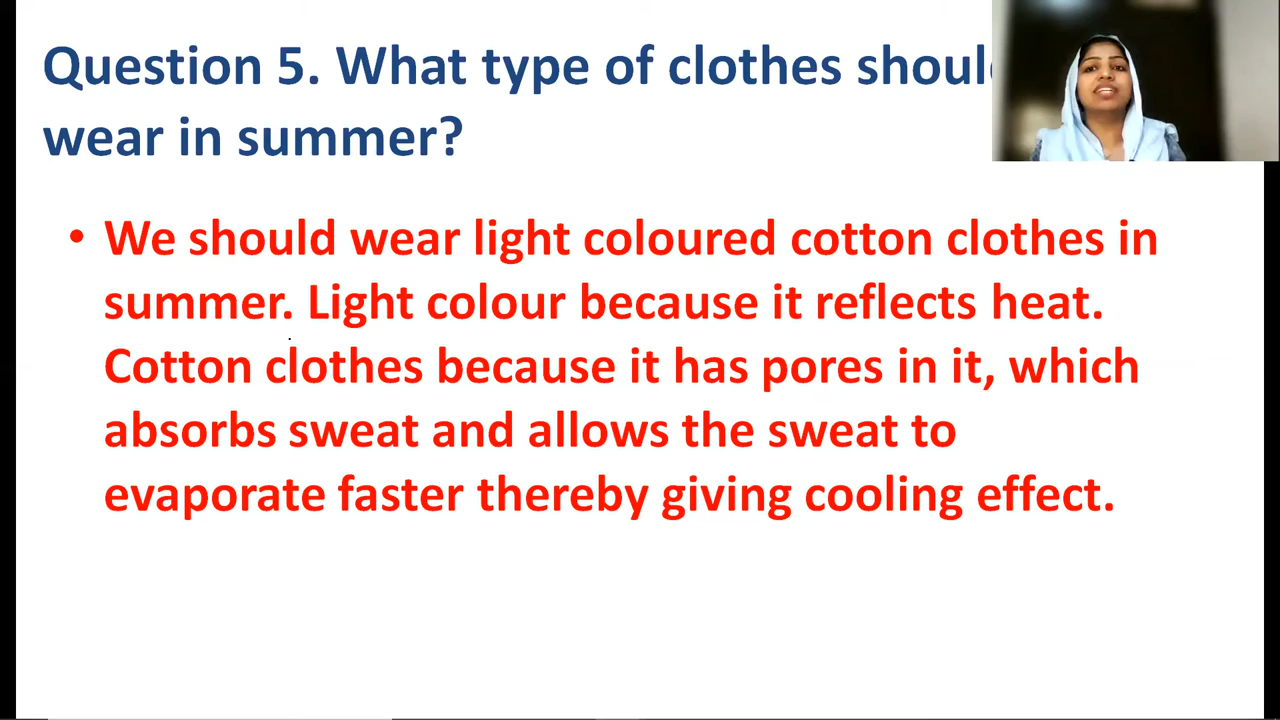 Question 5. What type of clothes
wear in summer?
• We should wear light coloured cotton clothes in
summer. Light colour because it reflects heat.
Cotton clothes because it has pores in it, which
absorbs sweat and allows the sweat to
evaporate faster thereby giving cooling effect.